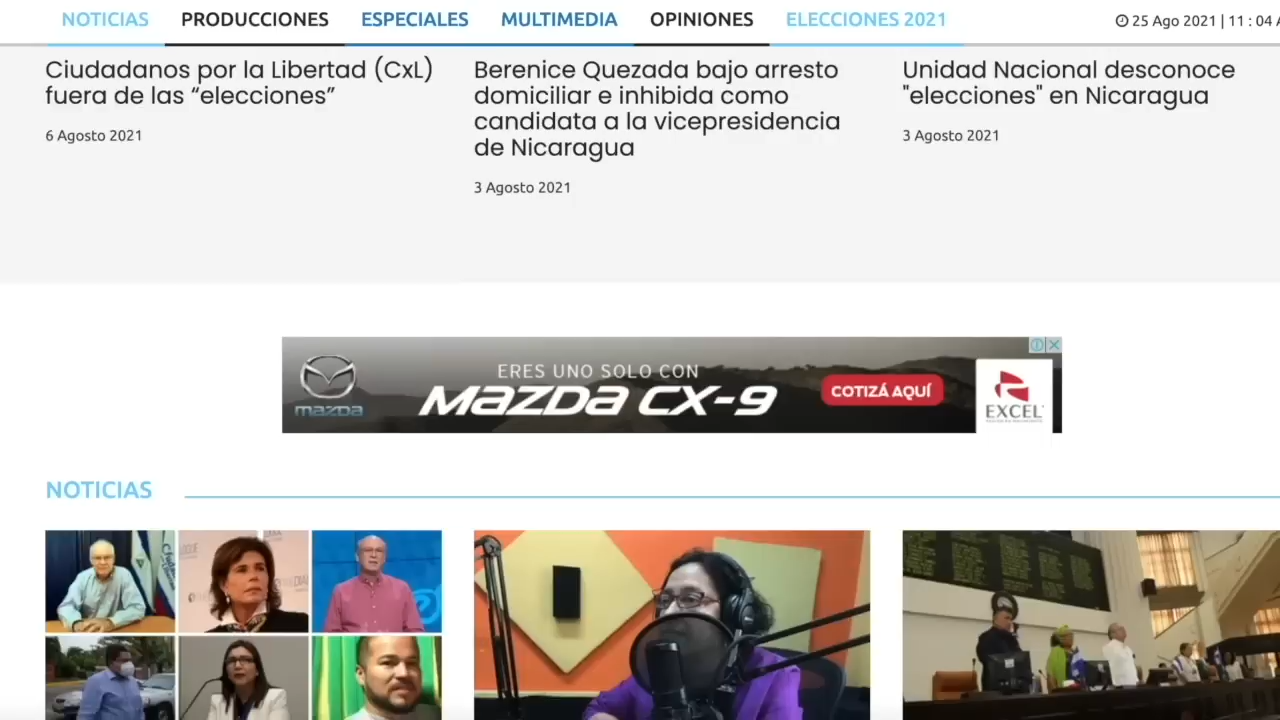 NOTICIAS PRODUCCIONES ESPECIALES MULTIMEDIA OPINIONES ELECCIONES 2021 25 Ago 2021 | 11 : 04 A
Ciudadanos por la Libertad (CxL)
fuera de las “elecciones”
6 Agosto 2021
Berenice Quezada bajo arresto
domiciliar e inhibida como
candidata a la vicepresidencia
de Nicaragua
3 Agosto 2021
Unidad Nacional desconoce
"elecciones" en Nicaragua
3 Agosto 2021
mazda
ERES UNO SOLO CON
MAZDA CX-9
COTIZÁ AQUÍ
EXCEL
NOTICIAS